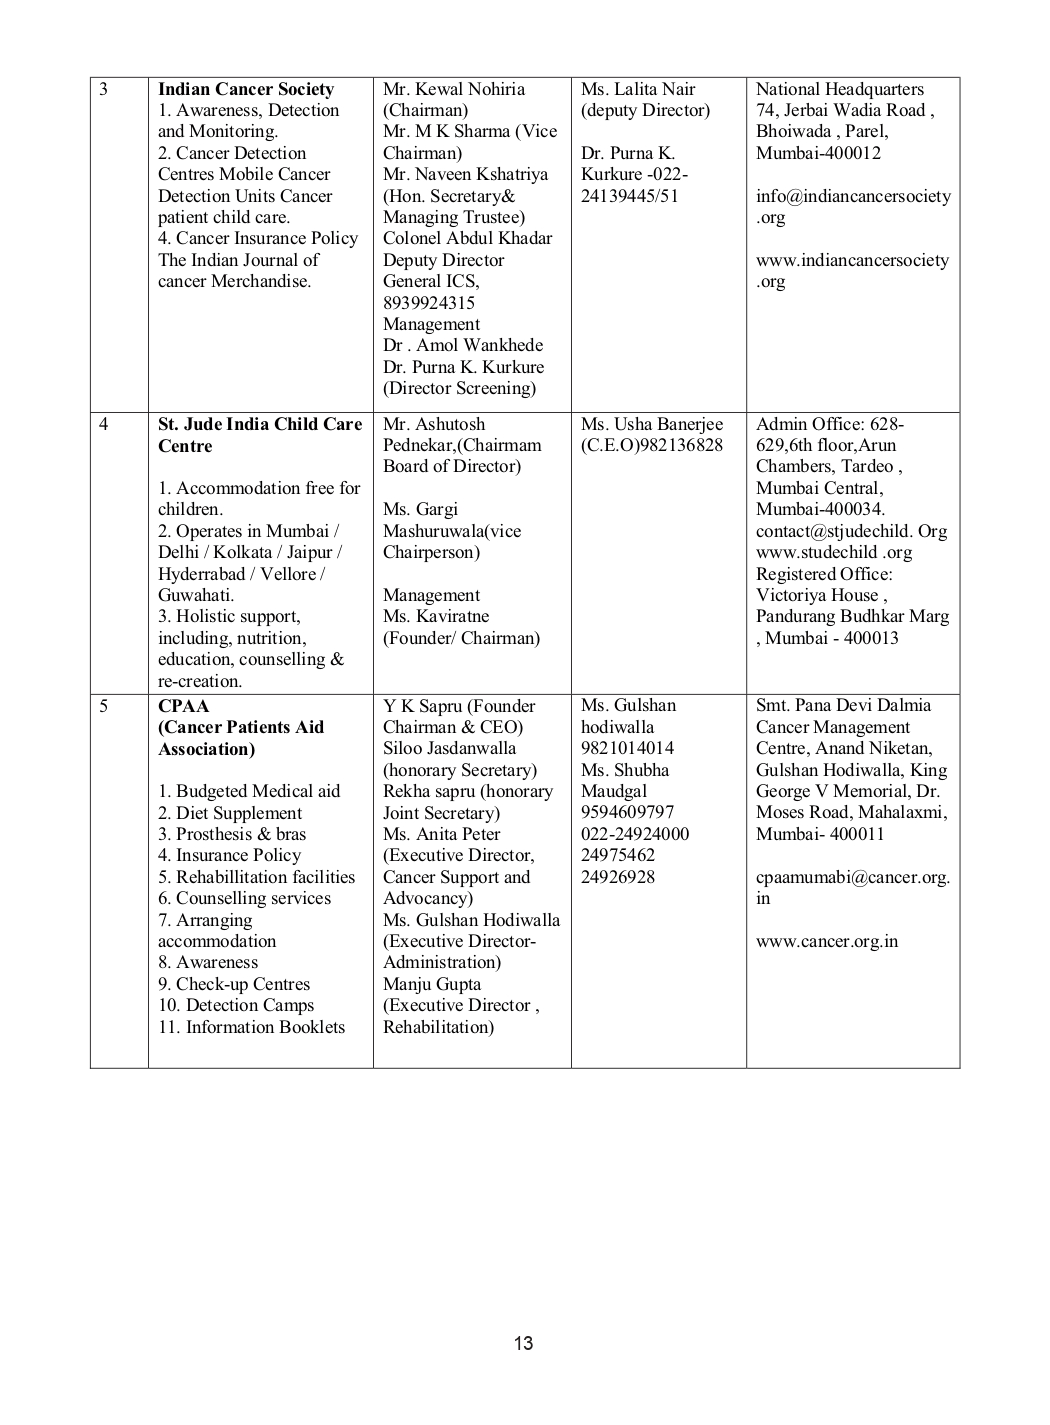 3
Indian Cancer Society
1. Awareness, Detection
and Monitoring.
2. Cancer Detection
Centres Mobile Cancer
Detection Units Cancer
patient child care.
4. Cancer Insurance Policy
The Indian Journal of
cancer Merchandise.
Mr. Kewal Nohiria
(Chairman)
Mr. M K Sharma (Vice
Chairman)
Mr. Naveen Kshatriya
(Hon. Secretary&
Managing Trustee)
Colonel Abdul Khadar
Deputy Director
General ICS,
8939924315
Management
Dr . Amol Wankhede
Dr. Purna K. Kurkure
(Director Screening)
Ms. Lalita Nair
(deputy Director)
Dr. Purna K.
Kurkure -022-
24139445/51
National Headquarters
74, Jerbai Wadia Road ,
Bhoiwada , Parel,
Mumbai-400012
info@indiancancersociety
.org
www.indiancancersociety
.org
4
St. Jude India Child Care
Centre
1. Accommodation free for
children.
2. Operates in Mumbai /
Delhi / Kolkata / Jaipur /
Hyderrabad / Vellore /
Guwahati.
3. Holistic support,
including, nutrition,
education, counselling &
re-creation.
Mr. Ashutosh
Pednekar,(Chairmam
Board of Director)
Ms. Gargi
Mashuruwala(vice
Chairperson)
Management
Ms. Kaviratne
(Founder/ Chairman)
Ms. Usha Banerjee
(C.E.O)982136828
Admin Office: 628-
629,6th floor,Arun
Chambers, Tardeo ,
Mumbai Central,
Mumbai-400034.
contact@stjudechild. Org
www.studechild .org
Registered Office:
Victoriya House ,
Pandurang Budhkar Marg
, Mumbai - 400013
5
CPAA
(Cancer Patients Aid
Association)
1. Budgeted Medical aid
2. Diet Supplement
3. Prosthesis & bras
4. Insurance Policy
5. Rehabillitation facilities
6. Counselling services
7. Arranging
accommodation
8. Awareness
9. Check-up Centres
10. Detection Camps
11. Information Booklets
Y K Sapru (Founder
Chairman & CEO)
Siloo Jasdanwalla
(honorary Secretary)
Rekha sapru (honorary
Joint Secretary)
Ms. Anita Peter
(Executive Director,
Cancer Support and
Advocacy)
Ms. Gulshan Hodiwalla
(Executive Director-
Administration)
Manju Gupta
(Executive Director ,
Rehabilitation)
Ms. Gulshan
hodiwalla
9821014014
Ms. Shubha
Maudgal
9594609797
022-24924000
24975462
24926928
Smt. Pana Devi Dalmia
Cancer Management
Centre, Anand Niketan,
Gulshan Hodiwalla, King
George V Memorial, Dr.
Moses Road, Mahalaxmi,
Mumbai- 400011
cpaamumabi@cancer.org.
in
www.cancer.org.in
13